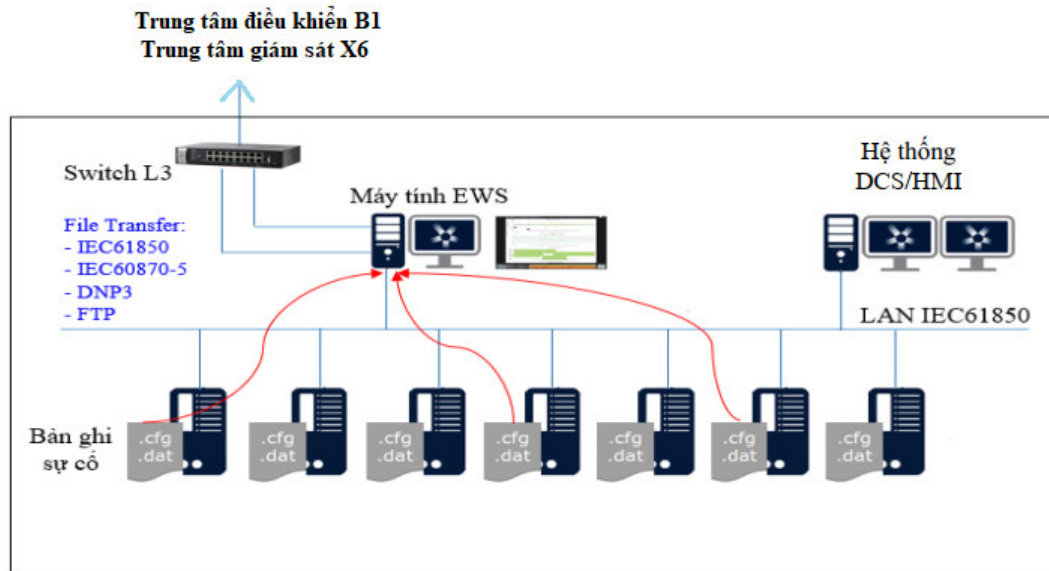 Trung tâm điều khiển B1
Trung tâm giám sát X6
Switch L3
Máy tính EWS
Hệ thống
DCS/HMI
File Transfer:
- IEC61850
- IEC60870-5
- DNP3
- FTP
LAN IEC61850
Bản ghi
sự cố
.cfg
.dat
.cfg
.dat
.cfg
.dat
.cfg
.dat
.cfg
.dat
.cfg
.dat
.cfg
.dat